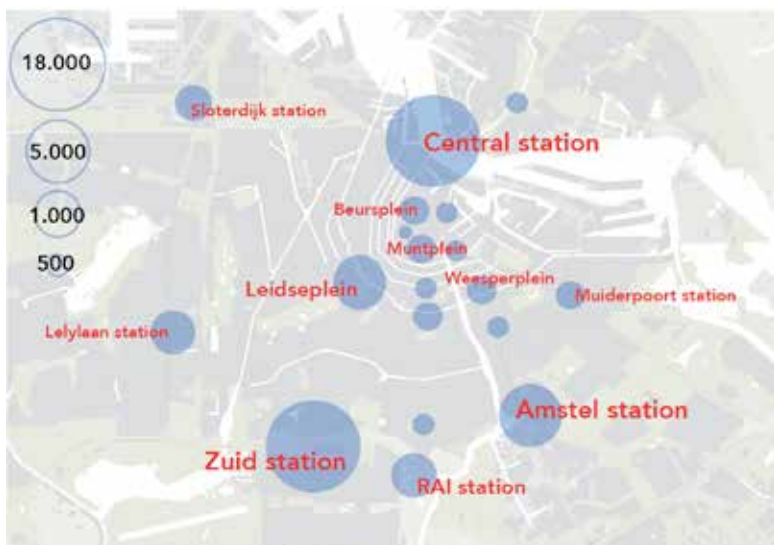 18.000
Sloterdijk station
Central station
5.000
Beursplein
1.000
Muntplein
500
Weesperplein
Leidseplein
Muiderpoort station
Lelylaan station
Amstel station
Zuid station
RAI station